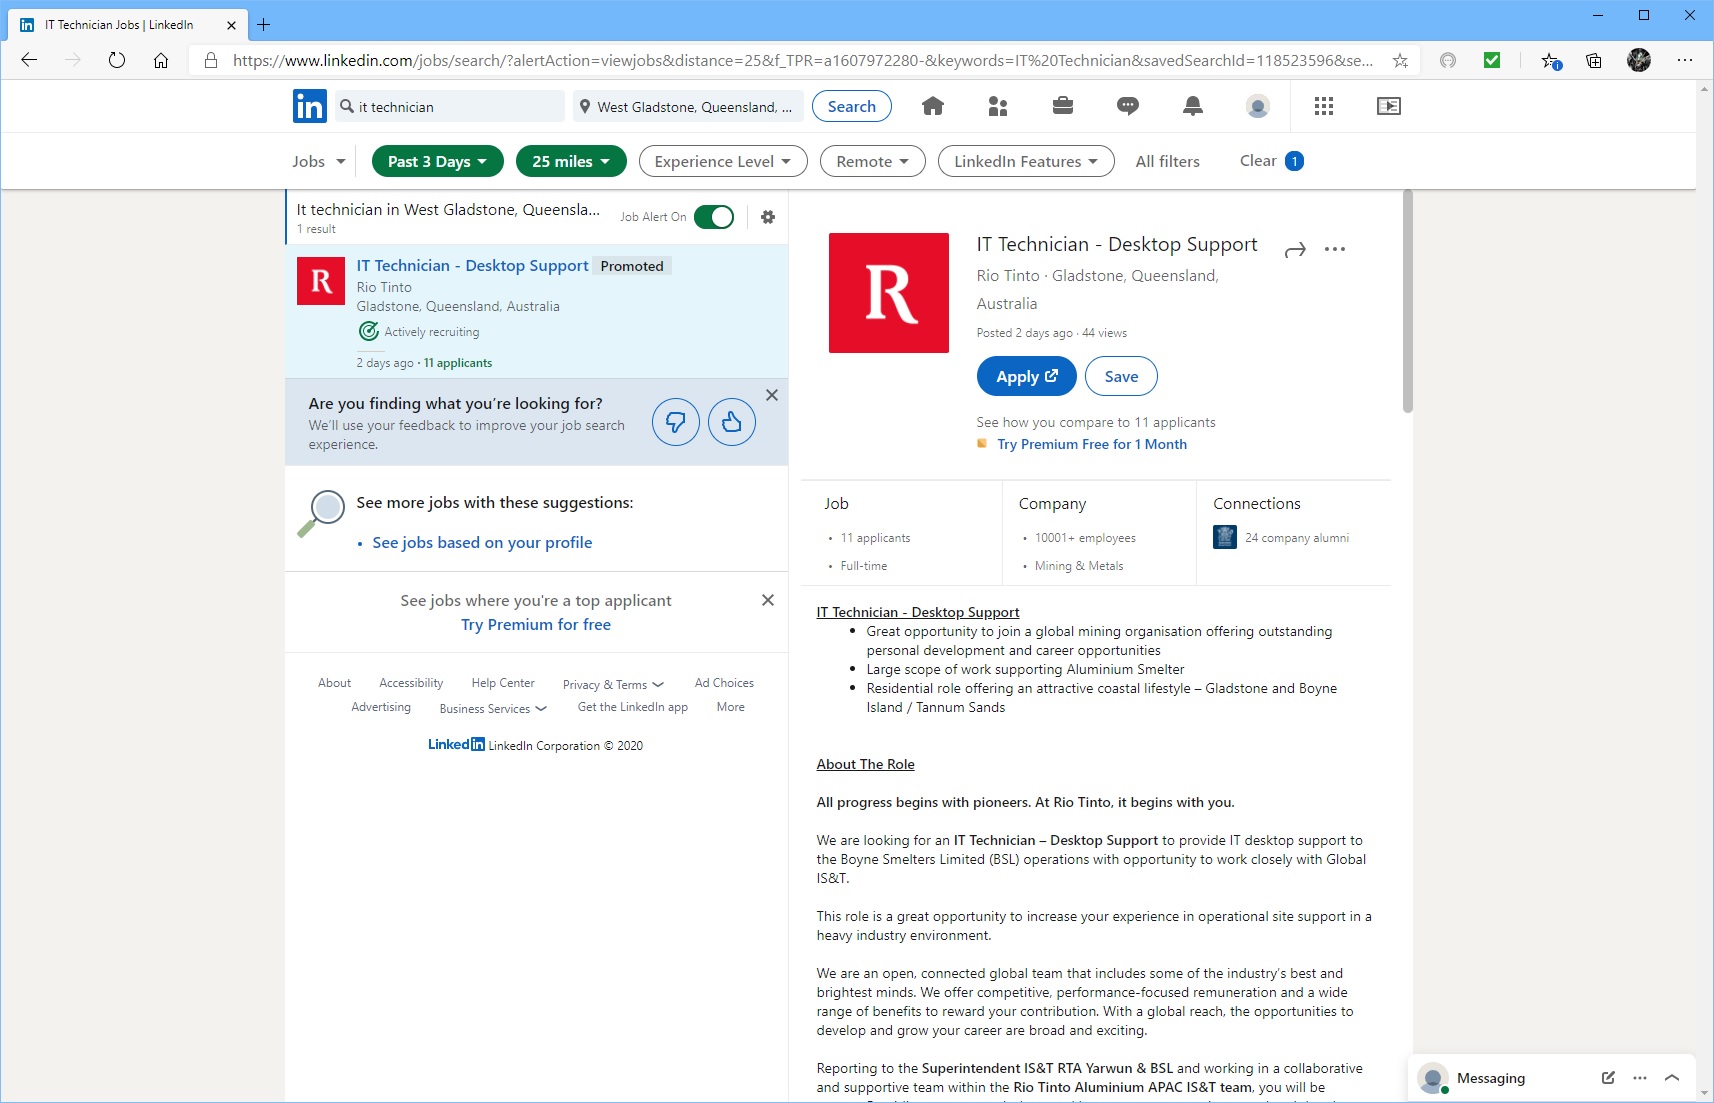 IT Technician Jobs | LinkedIn
https://www.linkedin.com/jobs/search/?alertAction=viewjobs&distance=25&f_TPR=a1607972280-&keywords=IT%20Technician&savedSearchId=118523596&se...
in
it technician
West Gladstone, Queensland, ...
Search
Jobs
Past 3 Days
25 miles
Experience Level
Remote
LinkedIn Features
All filters
Clear 1
It technician in West Gladstone, Queensla...
1 result
Job Alert On
R
IT Technician - Desktop Support Promoted
Rio Tinto
Gladstone, Queensland, Australia
Actively recruiting
2 days ago · 11 applicants
Are you finding what you’re looking for?
We’ll use your feedback to improve your job search
experience.
See more jobs with these suggestions:
• See jobs based on your profile
See jobs where you're a top applicant
Try Premium for free
About Accessibility Help Center Privacy & Terms Ad Choices
Advertising Business Services Get the LinkedIn app More
LinkedIn LinkedIn Corporation © 2020
R
IT Technician - Desktop Support
Rio Tinto · Gladstone, Queensland,
Australia
Posted 2 days ago · 44 views
Apply
Save
See how you compare to 11 applicants
Try Premium Free for 1 Month
Job
• 11 applicants
• Full-time
Company
• 10001+ employees
• Mining & Metals
Connections
24 company alumni
IT Technician - Desktop Support
• Great opportunity to join a global mining organisation offering outstanding
personal development and career opportunities
• Large scope of work supporting Aluminium Smelter
• Residential role offering an attractive coastal lifestyle – Gladstone and Boyne
Island / Tannum Sands
About The Role
All progress begins with pioneers. At Rio Tinto, it begins with you.
We are looking for an IT Technician – Desktop Support to provide IT desktop support to
the Boyne Smelters Limited (BSL) operations with opportunity to work closely with Global
IS&T.
This role is a great opportunity to increase your experience in operational site support in a
heavy industry environment.
We are an open, connected global team that includes some of the industry’s best and
brightest minds. We offer competitive, performance-focused remuneration and a wide
range of benefits to reward your contribution. With a global reach, the opportunities to
develop and grow your career are broad and exciting.
Reporting to the Superintendent IS&T RTA Yarwun & BSL and working in a collaborative
and supportive team within the Rio Tinto Aluminium APAC IS&T team, you will be
Messaging